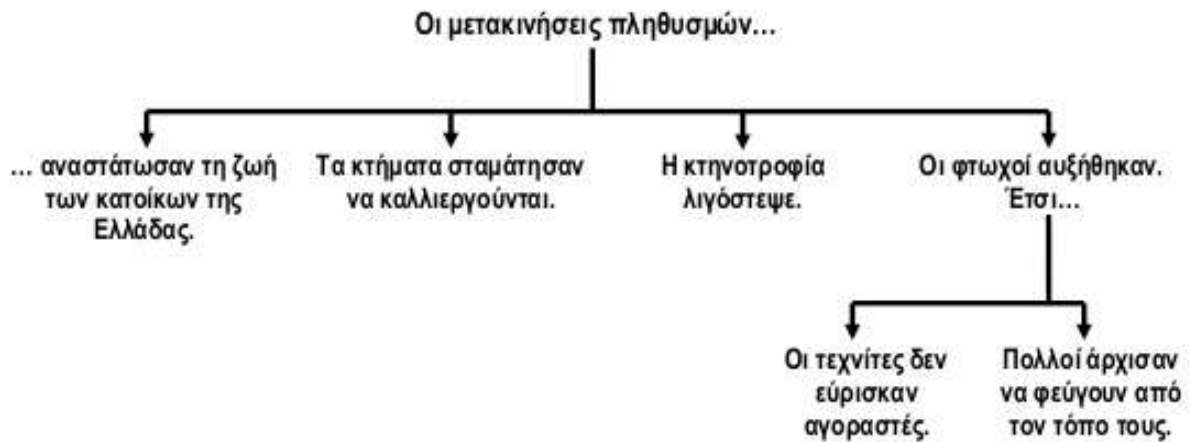 Οι μετακινήσεις πληθυσμών...
... αναστάτωσαν τη ζωή
των κατοίκων της
Ελλάδας.
Τα κτήματα σταμάτησαν
να καλλιεργούνται.
Η κτηνοτροφία
λιγόστεψε.
Οι φτωχοί αυξήθηκαν.
Έτσι...
Οι τεχνίτες δεν
εύρισκαν
αγοραστές.
Πολλοί άρχισαν
να φεύγουν από
τον τόπο τους.